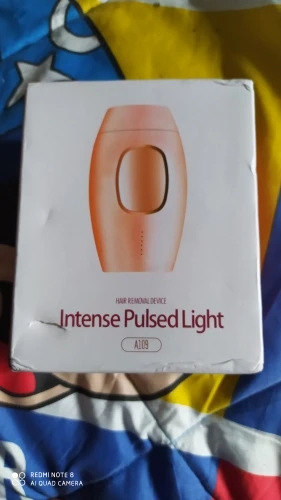 HAIR REMOVAL DEVICE
Intense Pulsed Light
A109
REDMI NOTE 8
AI QUAD CAMERA